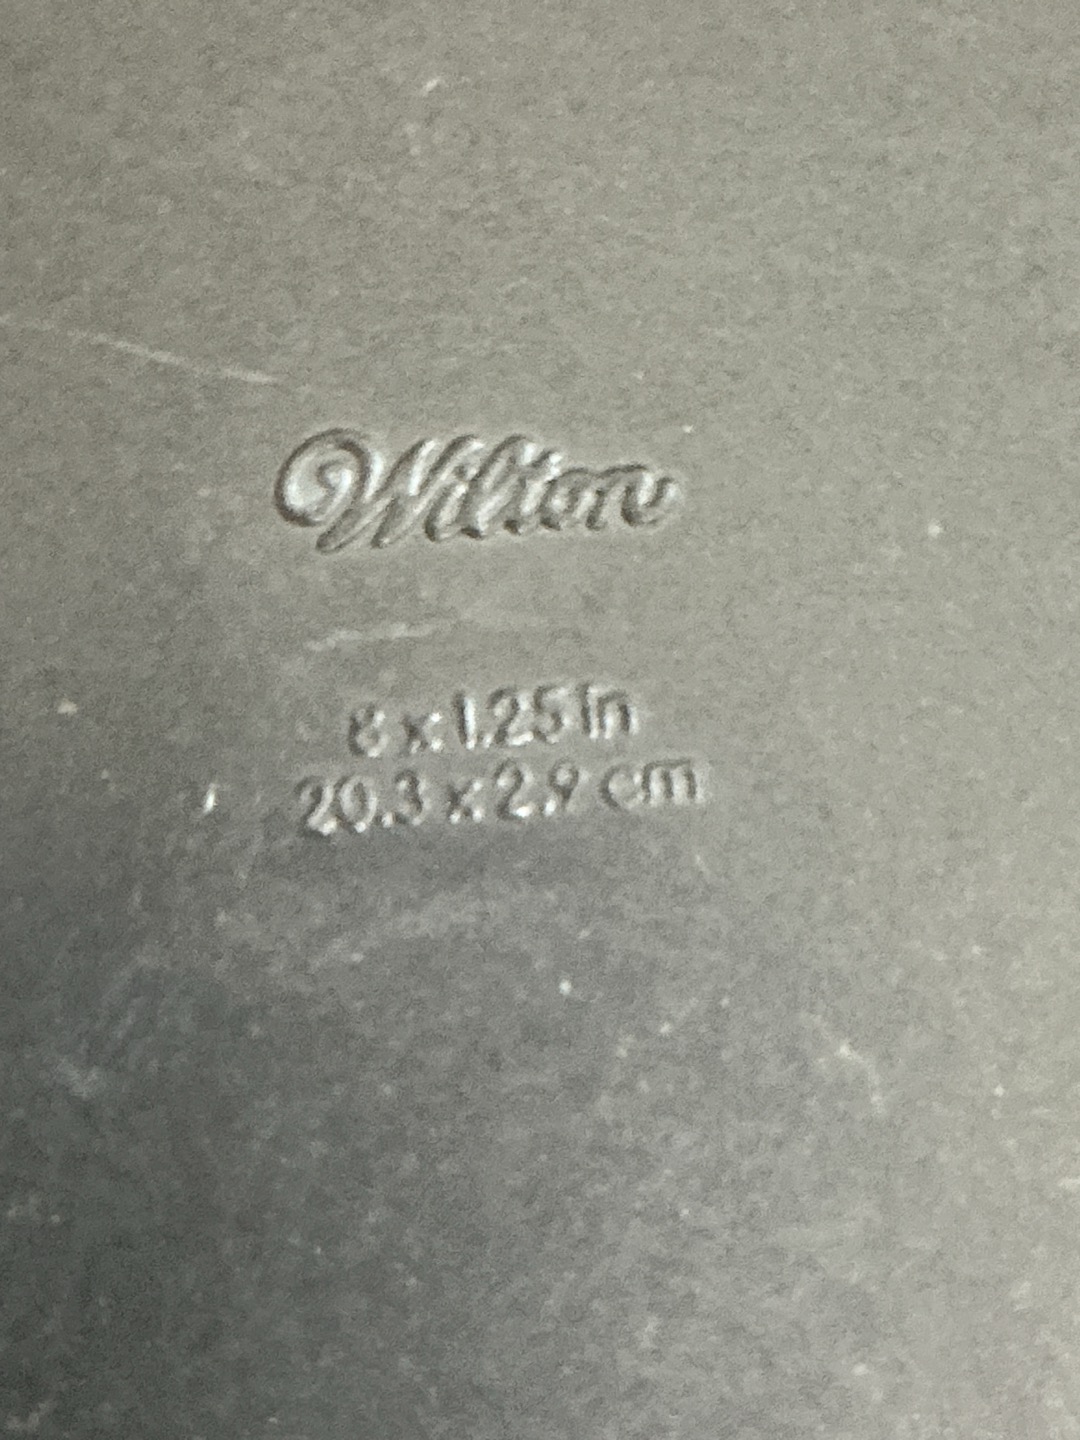 Wilton
8 x 1.25 in
20.3 x 2.9 cm